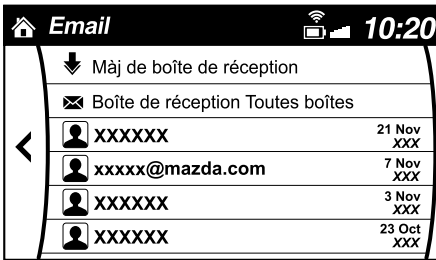 Email 10:20
Màj de boîte de réception
Boîte de réception Toutes boîtes
XXXXXX 21 Nov
XXX
xxxxx@mazda.com 7 Nov
XXX
XXXXXX 3 Nov
XXX
XXXXXX 23 Oct
XXX